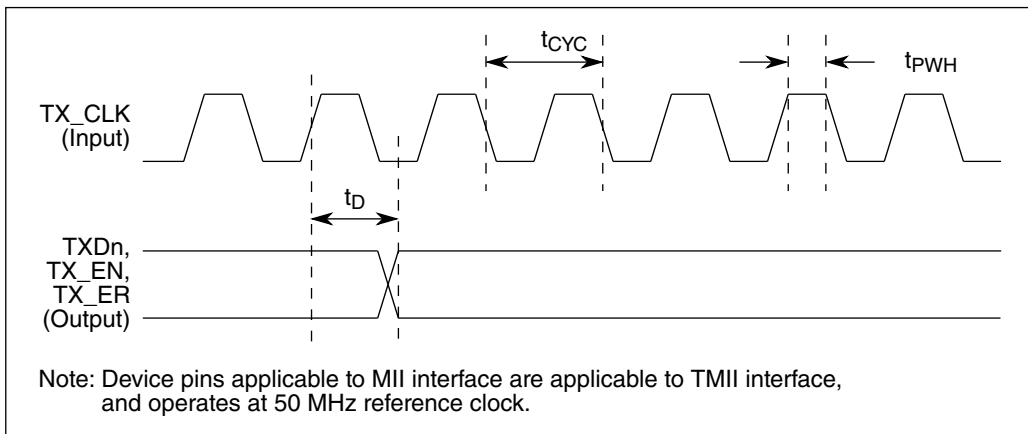 tCYC
tPWH
TX_CLK
(Input)
tD
TXDn,
TX_EN,
TX_ER
(Output)
Note: Device pins applicable to MII interface are applicable to TMII interface,
and operates at 50 MHz reference clock.